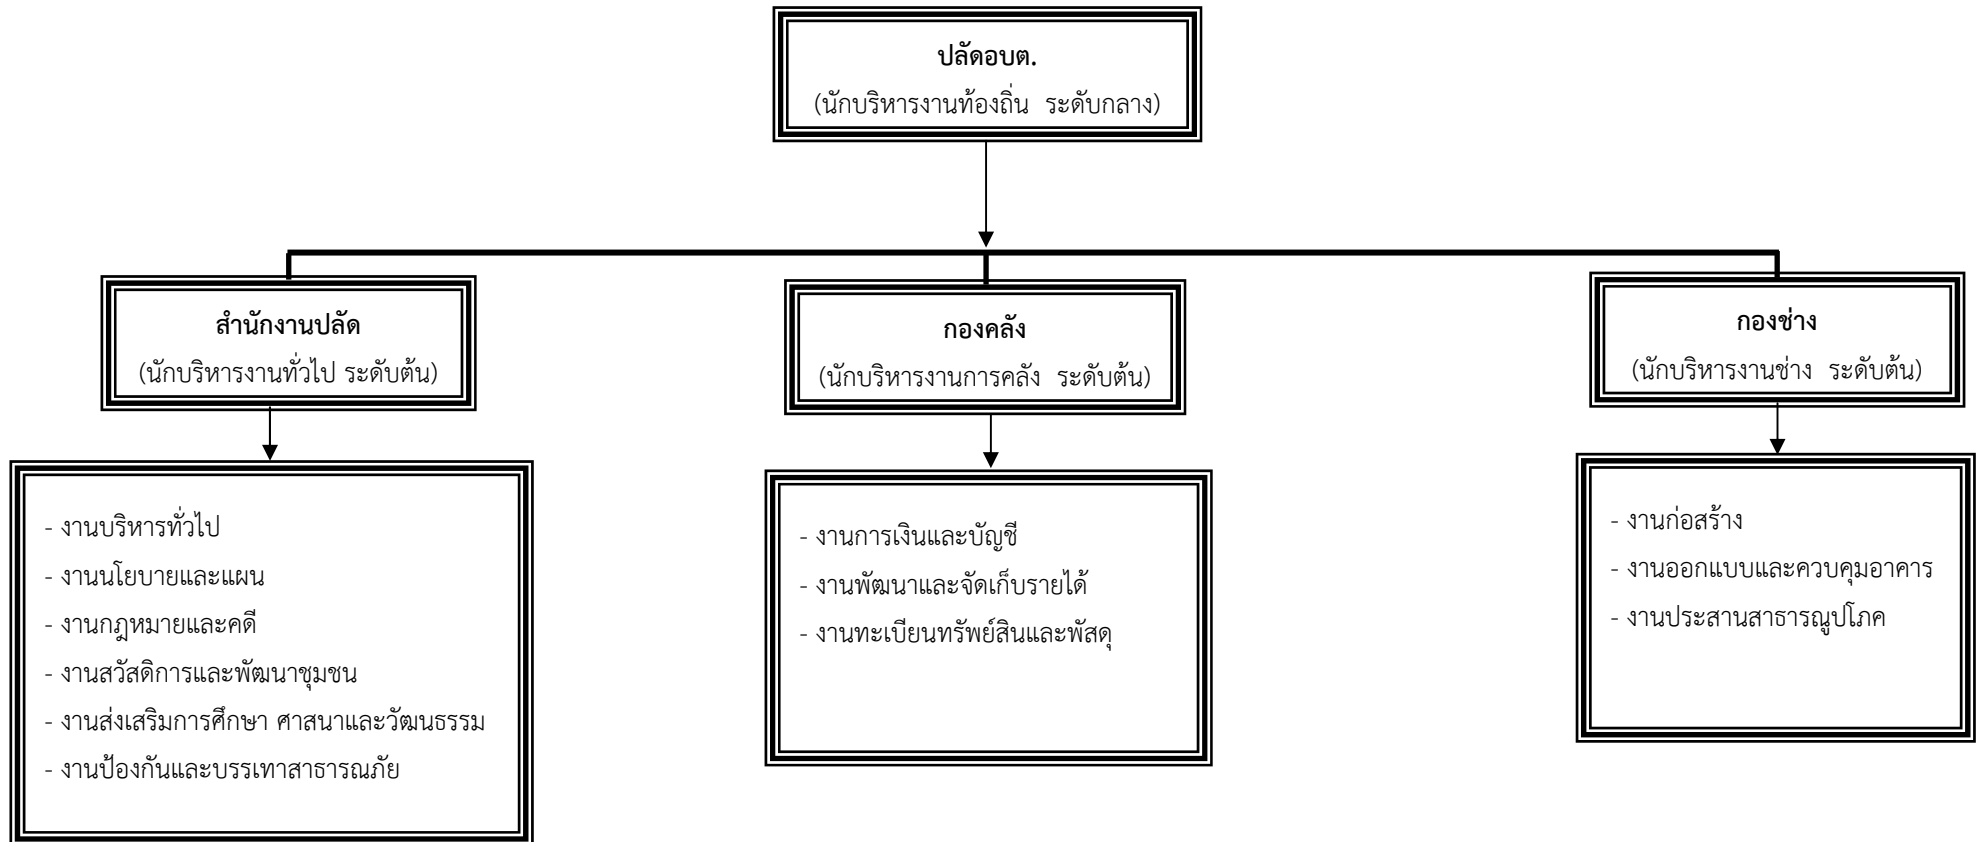 ปลัดอบต.
(นักบริหารงานท้องถิ่น ระดับกลาง)
สำนักงานปลัด
(นักบริหารงานทั่วไป ระดับต้น)
กองคลัง
(นักบริหารงานการคลัง ระดับต้น)
กองช่าง
(นักบริหารงานช่าง ระดับต้น)
- งานบริหารทั่วไป
- งานนโยบายและแผน
- งานกฎหมายและคดี
- งานสวัสดิการและพัฒนาชุมชน
- งานส่งเสริมการศึกษา ศาสนาและวัฒนธรรม
- งานป้องกันและบรรเทาสาธารณภัย
- งานการเงินและบัญชี
- งานพัฒนาและจัดเก็บรายได้
- งานทะเบียนทรัพย์สินและพัสดุ
- งานก่อสร้าง
- งานออกแบบและควบคุมอาคาร
- งานประสานสาธารณูปโภค